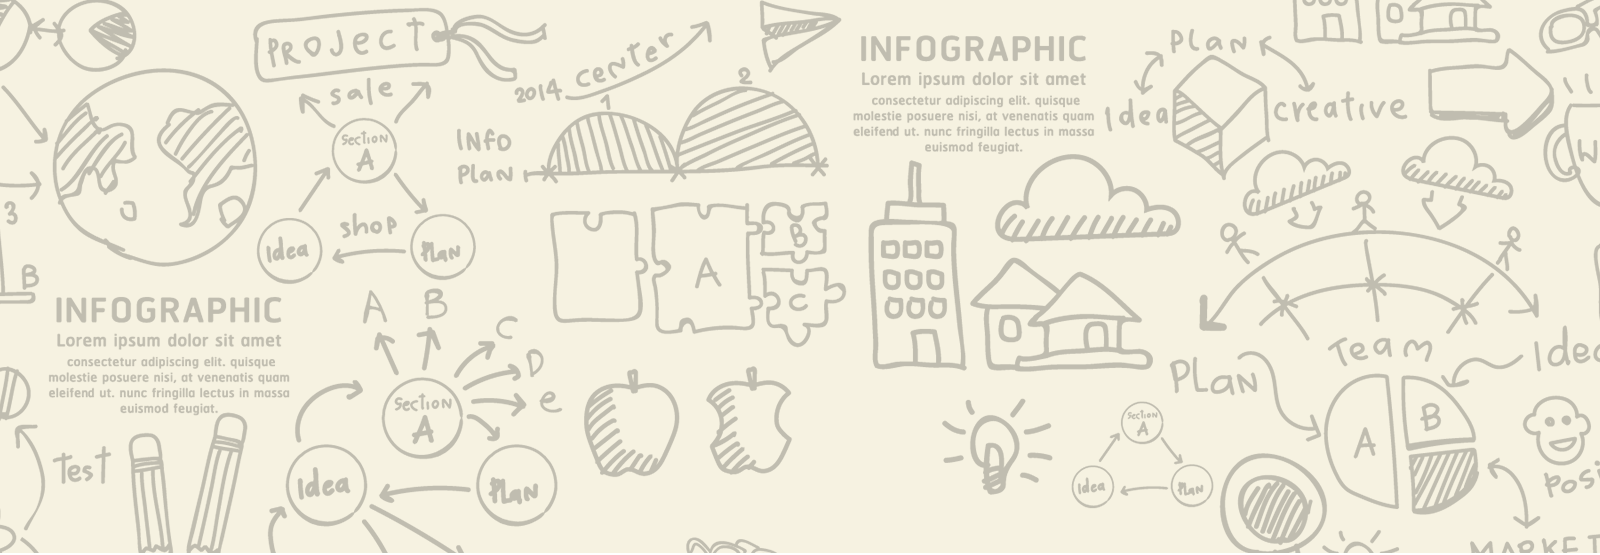 PROJECT
sale
Section
A
Idea
shop
PLan
2014 center
1
2
Info
PLan
A
B
C
INFOGRAPHIC
Lorem ipsum dolor sit amet
consectetur adipiscing elit. quisque
molestie posuere nisi, at venenatis quam
eleifend ut. nunc fringilla lectus in massa
euismod feugiat.
PLan
Idea
creative
W
3
B
INFOGRAPHIC
Lorem ipsum dolor sit amet
consectetur adipiscing elit. quisque
molestie posuere nisi, at venenatis quam
eleifend ut. nunc fringilla lectus in massa
euismod feugiat.
Test
A
B
C
D
e
Section
A
Idea
PLan
Section
A
Idea
PLan
Team
PLan
Idea
A
B
Posi
MARKET